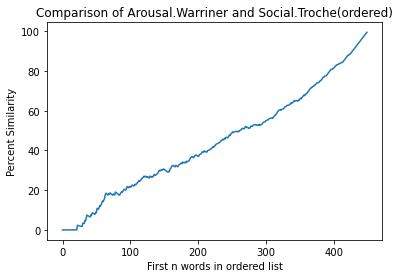 Comparison of Arousal.Warriner and Social.Troche(ordered)
100
80
60
40
20
0
Percent Similarity
0 100 200 300 400
First n words in ordered list